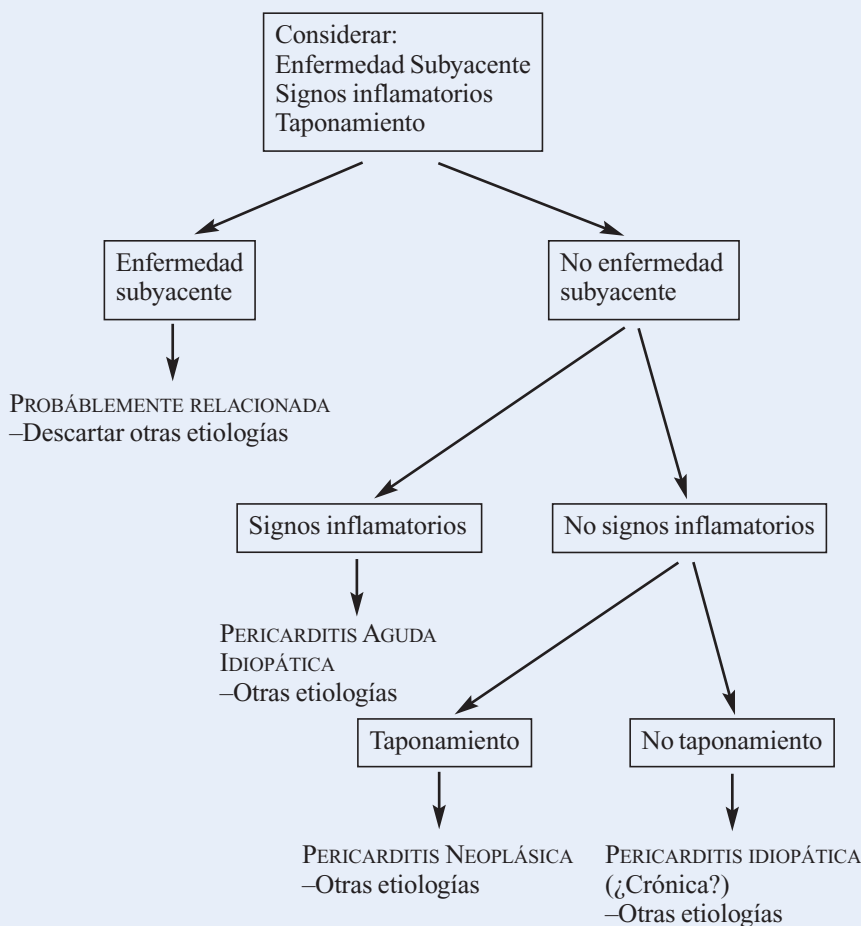 Considerar:
Enfermedad Subyacente
Signos inflamatorios
Taponamiento
Enfermedad
subyacente
No enfermedad
subyacente
PROBÁBLEMENTE RELACIONADA
–Descartar otras etiologías
Signos inflamatorios
No signos inflamatorios
PERICARDITIS AGUDA
IDIOPÁTICA
–Otras etiologías
Taponamiento
No taponamiento
PERICARDITIS NEOPLÁSICA
–Otras etiologías
PERICARDITIS IDIOPÁTICA
(¿Crónica?)
–Otras etiologías